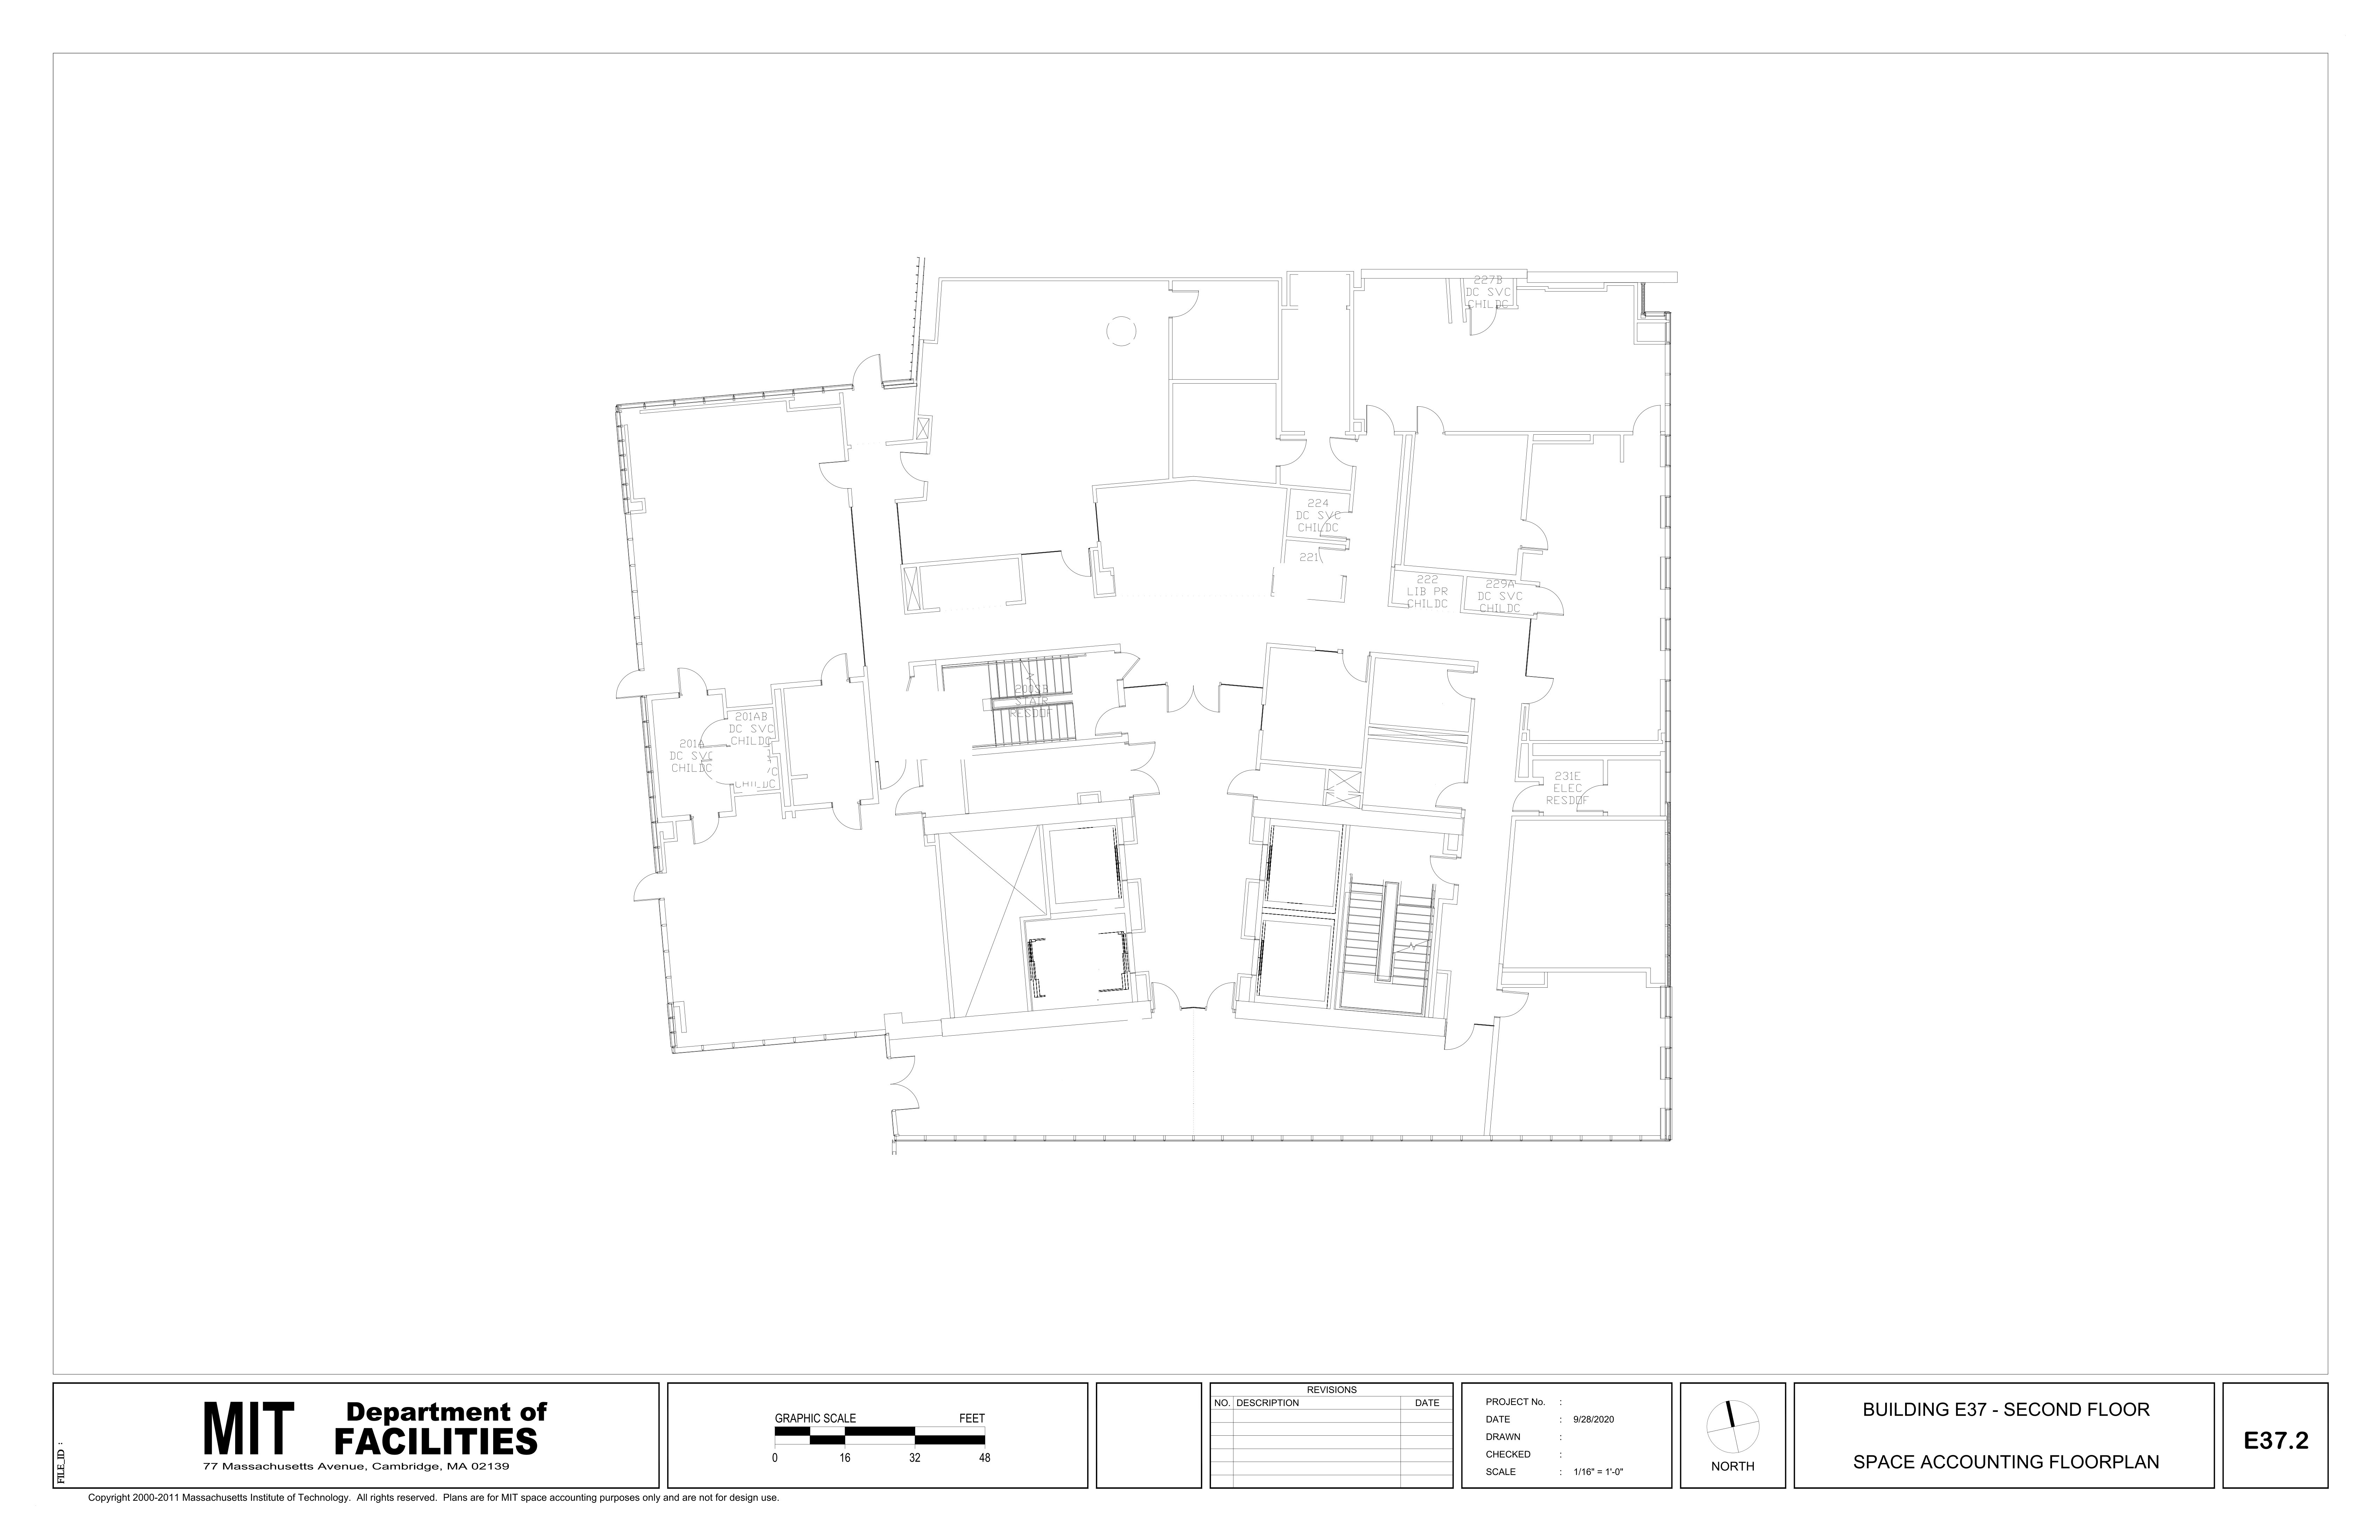 227B
DC SVC
CHILDC
224
DC SVC
CHILDC
221
222
LIB PR
CHILDC
229A
DC SVC
CHILDC
200SB
STAIR
RESDOF
201AB
DC SVC
CHILDC
201A
DC SVC
CHILDC
231E
ELEC
RESDOF
FILE_ID :
MIT Department of FACILITIES
77 Massachusetts Avenue, Cambridge, MA 02139
GRAPHIC SCALE FEET
0 16 32 48
REVISIONS
NO. DESCRIPTION DATE
PROJECT No. :
DATE : 9/28/2020
DRAWN :
CHECKED :
SCALE : 1/16" = 1'-0"
NORTH
BUILDING E37 - SECOND FLOOR
SPACE ACCOUNTING FLOORPLAN
E37.2
Copyright 2000-2011 Massachusetts Institute of Technology. All rights reserved. Plans are for MIT space accounting purposes only and are not for design use.